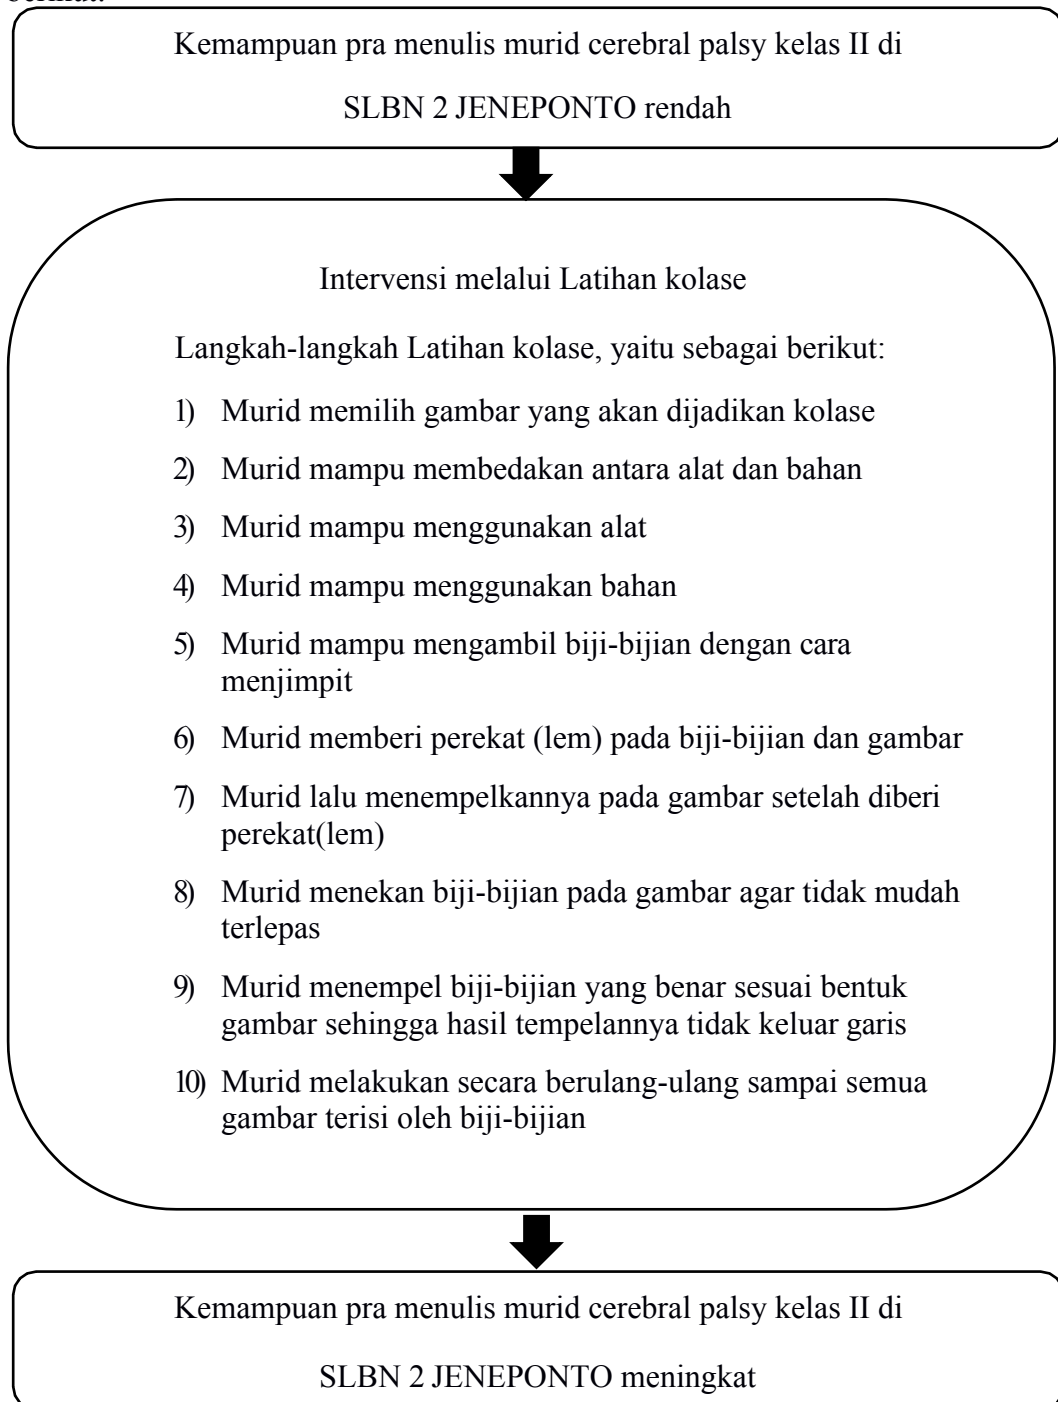 Kemampuan pra menulis murid cerebral palsy kelas II di
SLBN 2 JENEPONTO rendah
Intervensi melalui Latihan kolase
Langkah-langkah Latihan kolase, yaitu sebagai berikut:
1) Murid memilih gambar yang akan dijadikan kolase
2) Murid mampu membedakan antara alat dan bahan
3) Murid mampu menggunakan alat
4) Murid mampu menggunakan bahan
5) Murid mampu mengambil biji-bijian dengan cara
menjimpit
6) Murid memberi perekat (lem) pada biji-bijian dan gambar
7) Murid lalu menempelkannya pada gambar setelah diberi
perekat(lem)
8) Murid menekan biji-bijian pada gambar agar tidak mudah
terlepas
9) Murid menempel biji-bijian yang benar sesuai bentuk
gambar sehingga hasil tempelannya tidak keluar garis
10) Murid melakukan secara berulang-ulang sampai semua
gambar terisi oleh biji-bijian
Kemampuan pra menulis murid cerebral palsy kelas II di
SLBN 2 JENEPONTO meningkat